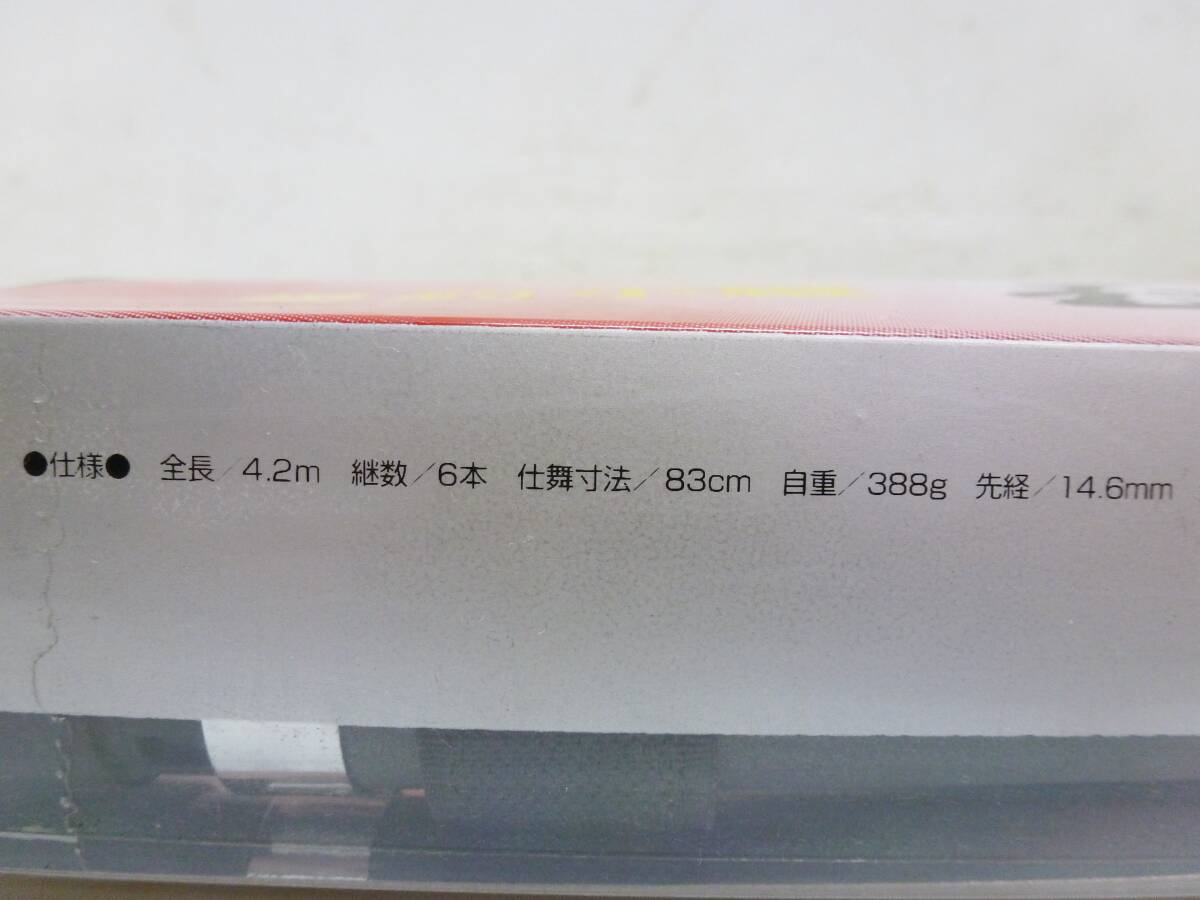 ●仕様● 全長/4.2m 継数/6本 仕舞寸法/83cm 自重/388g 先経/14.6mm